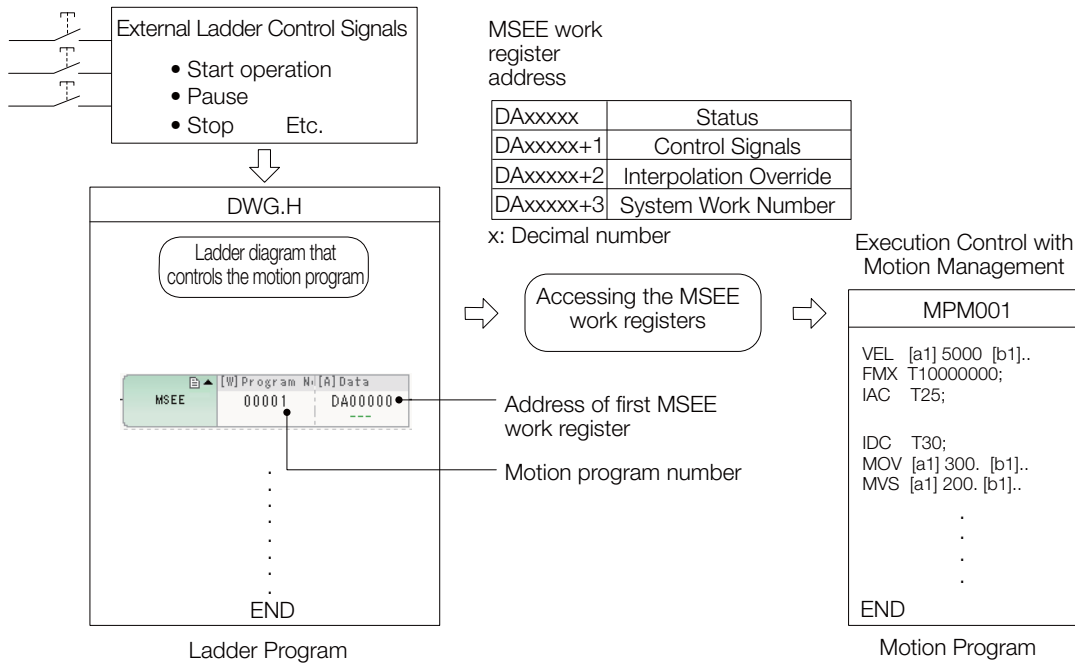 External Ladder Control Signals
• Start operation
• Pause
• Stop Etc.
MSEE work
register
address
DAxxxxx Status
DAxxxxx+1 Control Signals
DAxxxxx+2 Interpolation Override
DAxxxxx+3 System Work Number
x: Decimal number
DWG.H
Ladder diagram that
controls the motion program
MSEE
[W]Program N
[A]Data
00001
DA00000
---
END
Ladder Program
Accessing the MSEE
work registers
Address of first MSEE
work register
Motion program number
Execution Control with
Motion Management
MPM001
VEL [a1] 5000 [b1]..
FMX T10000000;
IAC T25;
IDC T30;
MOV [a1] 300. [b1]..
MVS [a1] 200. [b1]..
END
Motion Program